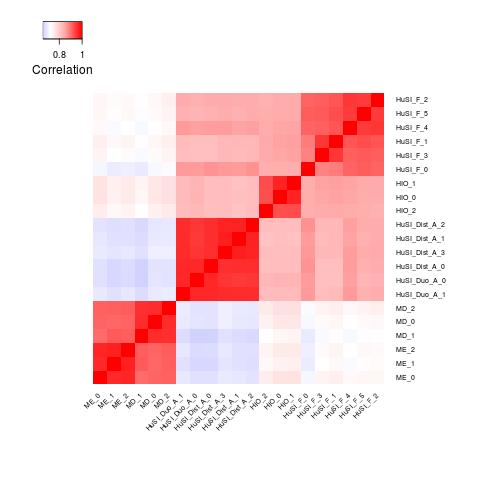 0.8 1
Correlation
HuSI_F_2
HuSI_F_5
HuSI_F_4
HuSI_F_1
HuSI_F_3
HuSI_F_0
HIO_1
HIO_0
HIO_2
HuSI_Dist_A_2
HuSI_Dist_A_1
HuSI_Dist_A_3
HuSI_Dist_A_0
HuSI_Duo_A_0
HuSI_Duo_A_1
MD_2
MD_0
MD_1
ME_2
ME_1
ME_0
ME_0
ME_1
ME_2
MD_1
MD_0
MD_2
HuSI_Duo_A_1
HuSI_Duo_A_0
HuSI_Dist_A_0
HuSI_Dist_A_3
HuSI_Dist_A_1
HuSI_Dist_A_2
HIO_2
HIO_0
HIO_1
HuSI_F_0
HuSI_F_3
HuSI_F_1
HuSI_F_4
HuSI_F_5
HuSI_F_2